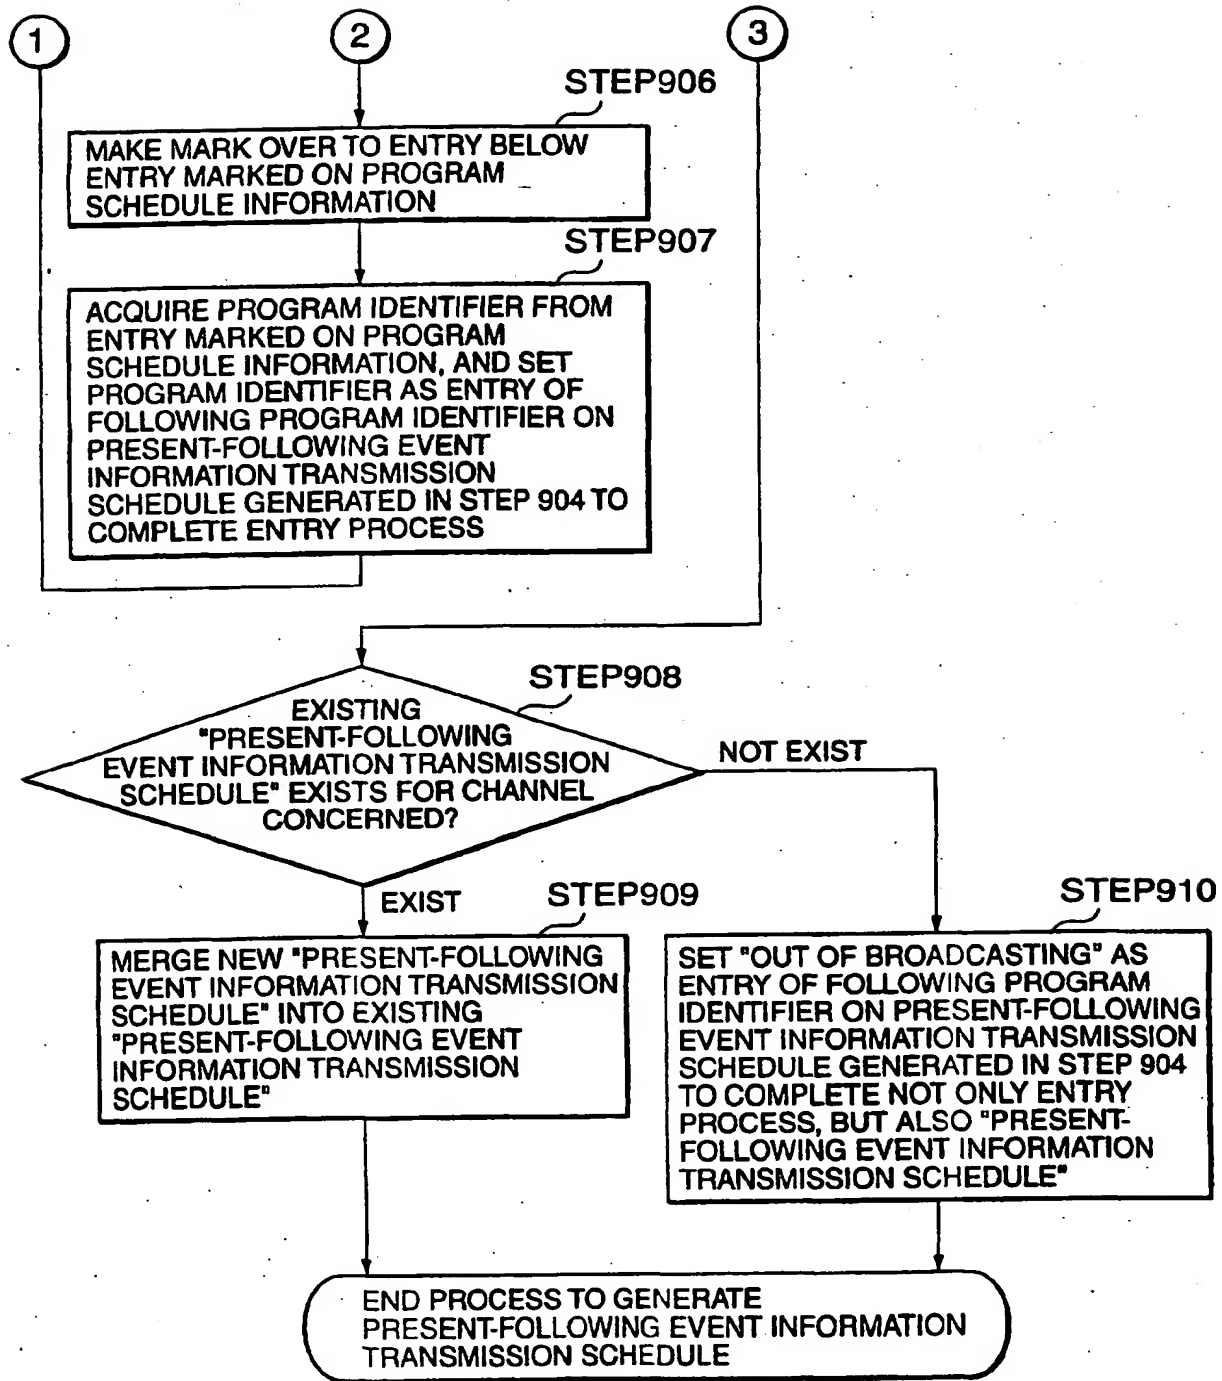 1
2
3
STEP906
MAKE MARK OVER TO ENTRY BELOW
ENTRY MARKED ON PROGRAM
SCHEDULE INFORMATION
STEP907
ACQUIRE PROGRAM IDENTIFIER FROM
ENTRY MARKED ON PROGRAM
SCHEDULE INFORMATION, AND SET
PROGRAM IDENTIFIER AS ENTRY OF
FOLLOWING PROGRAM IDENTIFIER ON
PRESENT-FOLLOWING EVENT
INFORMATION TRANSMISSION
SCHEDULE GENERATED IN STEP 904 TO
COMPLETE ENTRY PROCESS
STEP908
EXISTING
"PRESENT-FOLLOWING
EVENT INFORMATION TRANSMISSION
SCHEDULE" EXISTS FOR CHANNEL
CONCERNED?
NOT EXIST
EXIST
STEP909
MERGE NEW "PRESENT-FOLLOWING
EVENT INFORMATION TRANSMISSION
SCHEDULE" INTO EXISTING
"PRESENT-FOLLOWING EVENT
INFORMATION TRANSMISSION
SCHEDULE"
STEP910
SET "OUT OF BROADCASTING" AS
ENTRY OF FOLLOWING PROGRAM
IDENTIFIER ON PRESENT-FOLLOWING
EVENT INFORMATION TRANSMISSION
SCHEDULE GENERATED IN STEP 904
TO COMPLETE NOT ONLY ENTRY
PROCESS, BUT ALSO "PRESENT-
FOLLOWING EVENT INFORMATION
TRANSMISSION SCHEDULE"
END PROCESS TO GENERATE
PRESENT-FOLLOWING EVENT INFORMATION
TRANSMISSION SCHEDULE